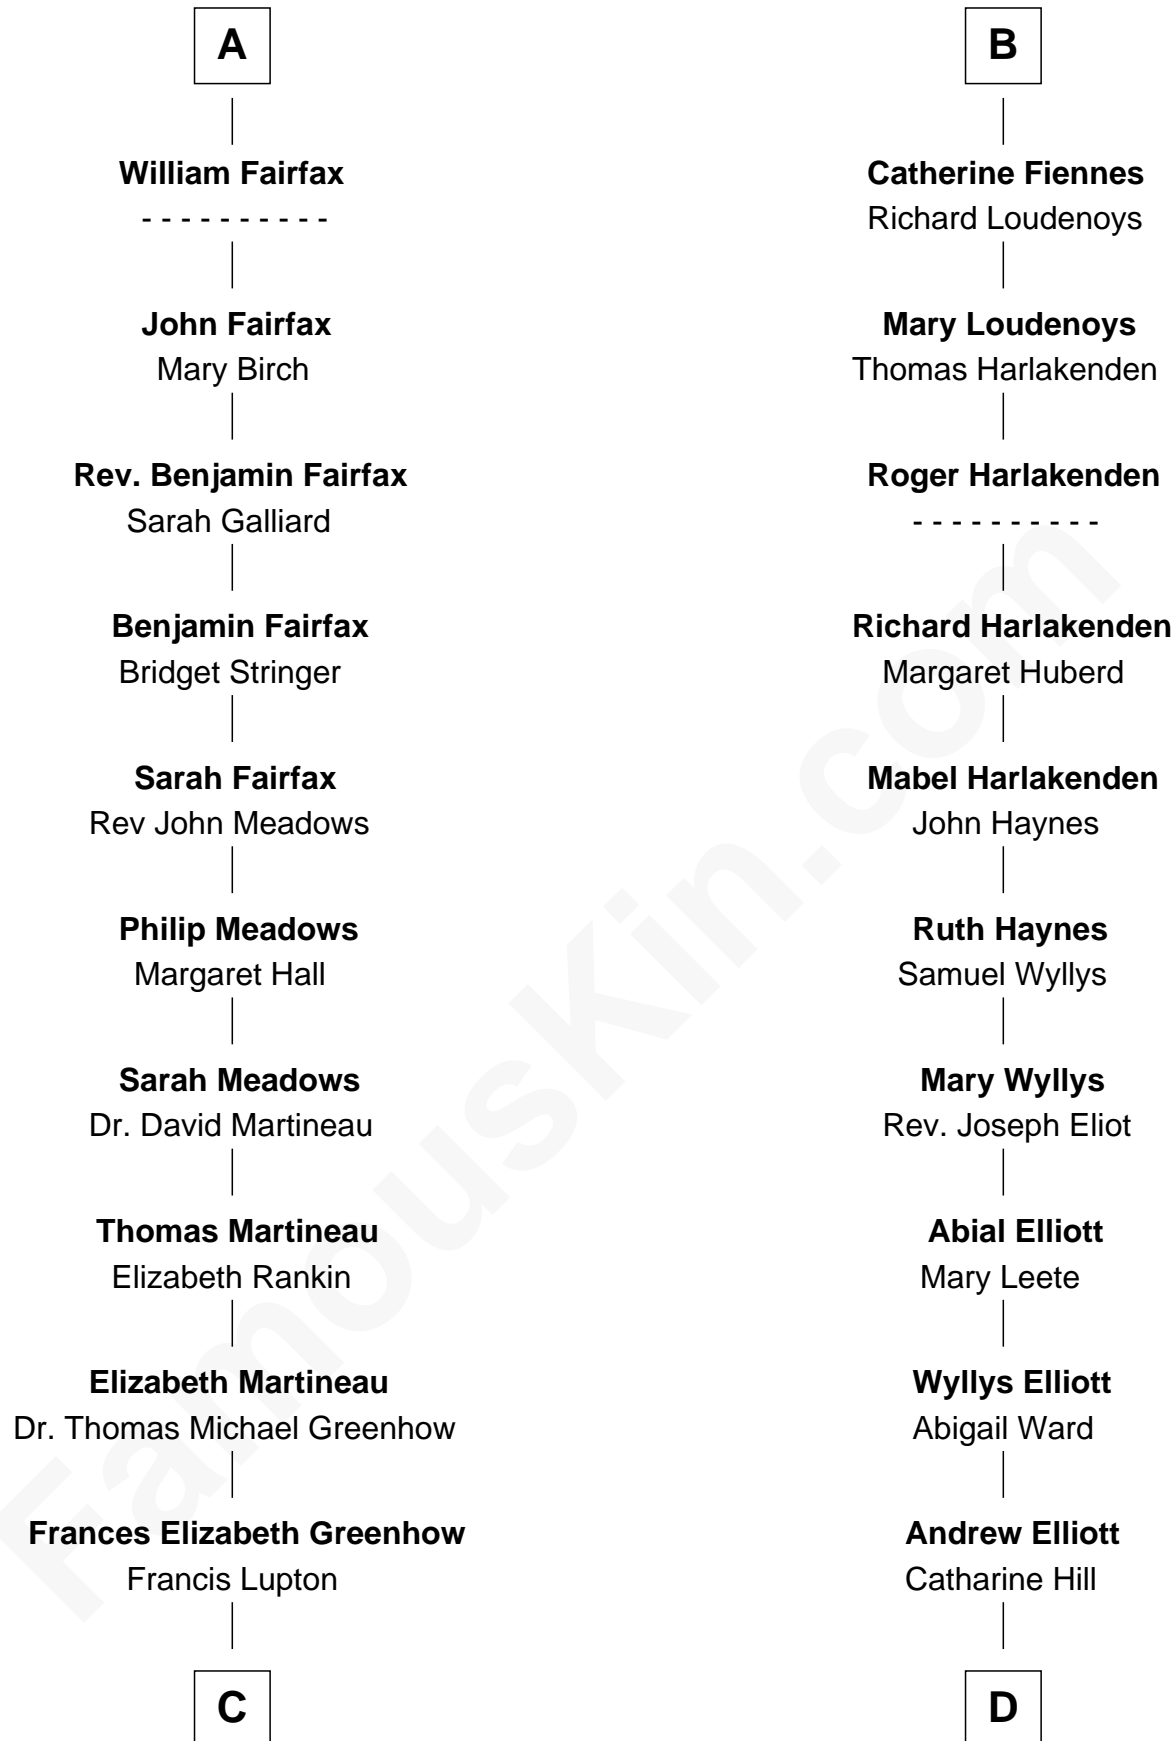 A
William Fairfax
- - - - - - - - - -
John Fairfax
Mary Birch
Rev. Benjamin Fairfax
Sarah Galliard
Benjamin Fairfax
Bridget Stringer
Sarah Fairfax
Rev John Meadows
Philip Meadows
Margaret Hall
Sarah Meadows
Dr. David Martineau
Thomas Martineau
Elizabeth Rankin
Elizabeth Martineau
Dr. Thomas Michael Greenhow
Frances Elizabeth Greenhow
Francis Lupton
C
B
Catherine Fiennes
Richard Loudenoys
Mary Loudenoys
Thomas Harlakenden
Roger Harlakenden
- - - - - - - - - -
Richard Harlakenden
Margaret Huberd
Mabel Harlakenden
John Haynes
Ruth Haynes
Samuel Wyllys
Mary Wyllys
Rev. Joseph Eliot
Abial Elliott
Mary Leete
Wyllys Elliott
Abigail Ward
Andrew Elliott
Catharine Hill
D
FamousKin.com